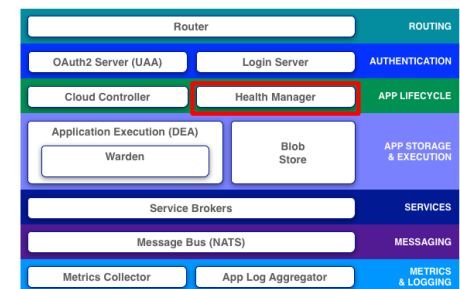 Router
ROUTING
OAuth2 Server (UAA)
Login Server
AUTHENTICATION
Cloud Controller
Health Manager
APP LIFECYCLE
Application Execution (DEA)
Warden
Blob
Store
APP STORAGE
& EXECUTION
Service Brokers
SERVICES
Message Bus (NATS)
MESSAGING
Metrics Collector
App Log Aggregator
METRICS
& LOGGING